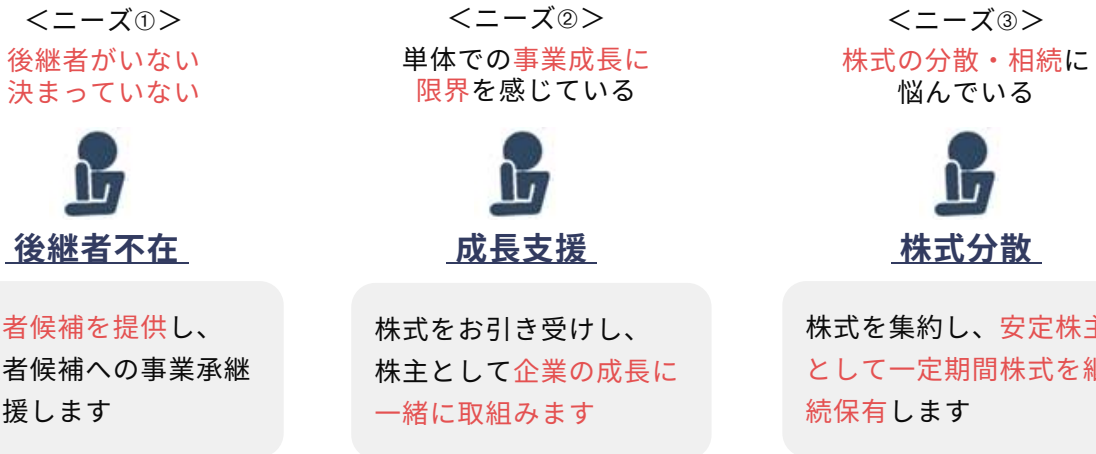 ＜ニーズ①＞
後継者がいない
決まっていない
後継者不在
者候補を提供し、
者候補への事業承継
援します
＜ニーズ②＞
単体での事業成長に
限界を感じている
成長支援
株式をお引き受けし、
株主として企業の成長に
一緒に取組みます
＜ニーズ③＞
株式の分散・相続に
悩んでいる
株式分散
株式を集約し、安定株主
として一定期間株式を継
続保有します